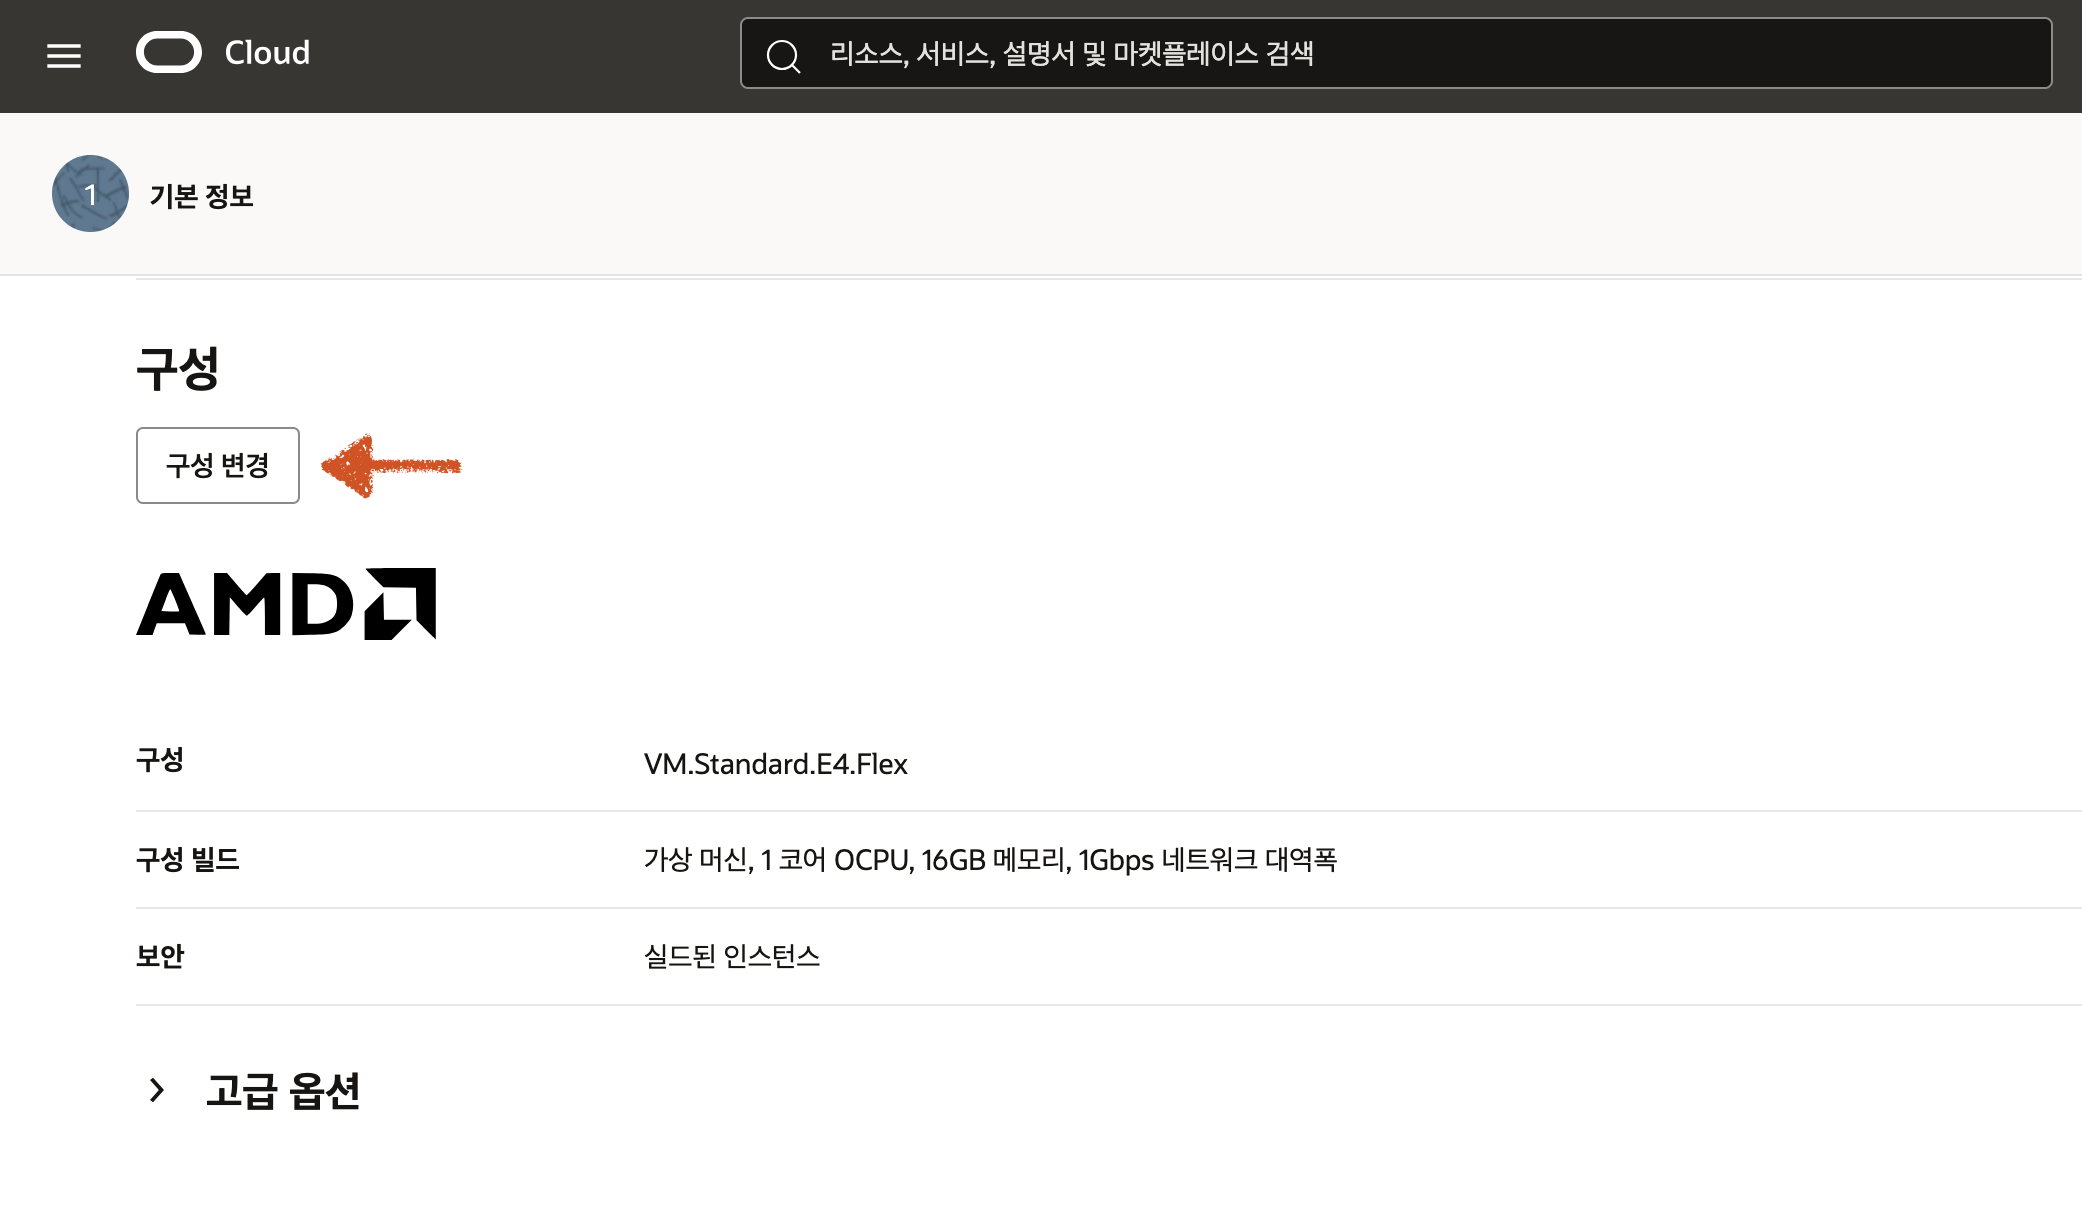 Cloud
리소스, 서비스, 설명서 및 마켓플레이스 검색
1 기본 정보
구성
구성 변경
AMD
구성 VM.Standard.E4.Flex
구성 빌드 가상 머신, 1 코어 OCPU, 16GB 메모리, 1Gbps 네트워크 대역폭
보안 실드된 인스턴스
고급 옵션